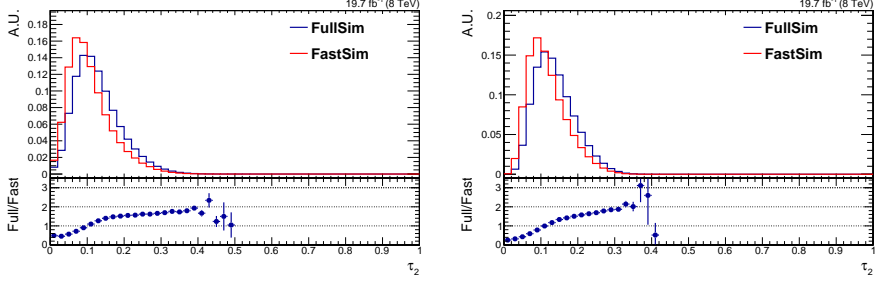 19.7 fb⁻¹ (8 TeV)
A.U.
0.18
0.16
0.14
0.12
0.1
0.08
0.06
0.04
0.02
0
FullSim
FastSim
Full/Fast
3
2
1
0
0 0.1 0.2 0.3 0.4 0.5 0.6 0.7 0.8 0.9 1
τ₂
19.7 fb⁻¹ (8 TeV)
A.U.
0.15
0.1
0.05
0
FullSim
FastSim
Full/Fast
3
2
1
0
0 0.1 0.2 0.3 0.4 0.5 0.6 0.7 0.8 0.9 1
τ₂